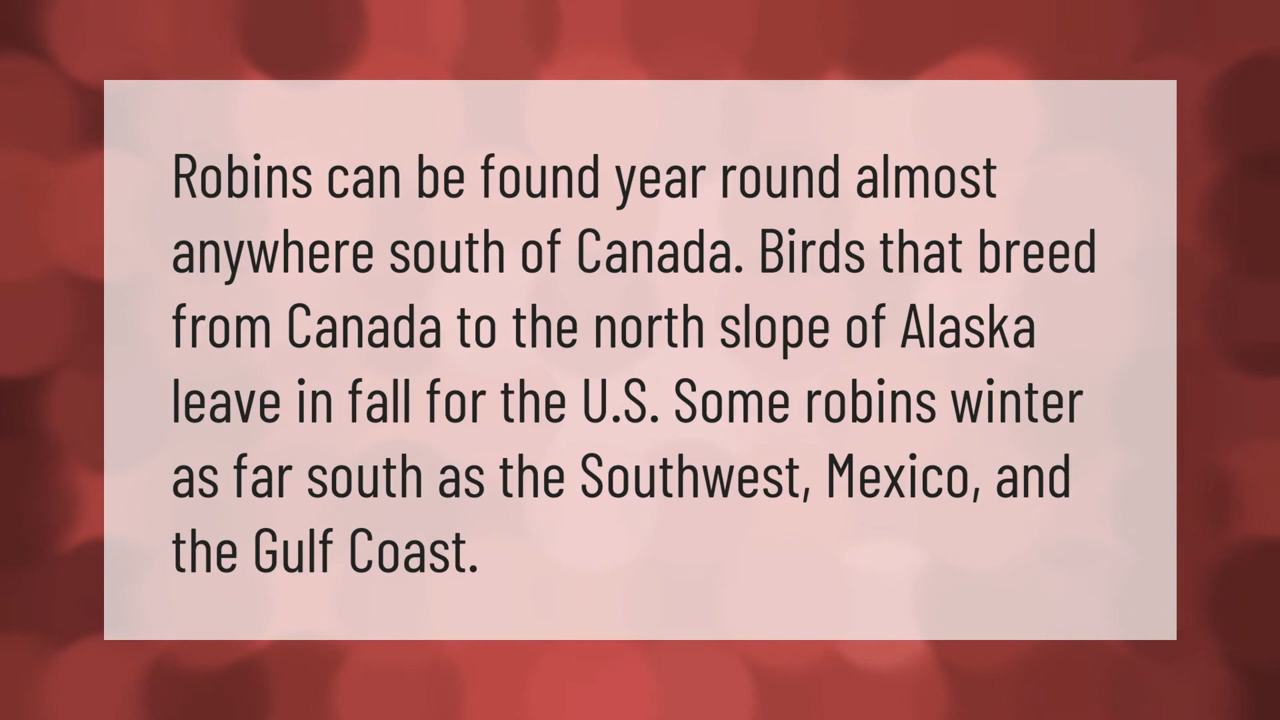 Robins can be found year round almost
anywhere south of Canada. Birds that breed
from Canada to the north slope of Alaska
leave in fall for the U.S. Some robins winter
as far south as the Southwest, Mexico, and
the Gulf Coast.